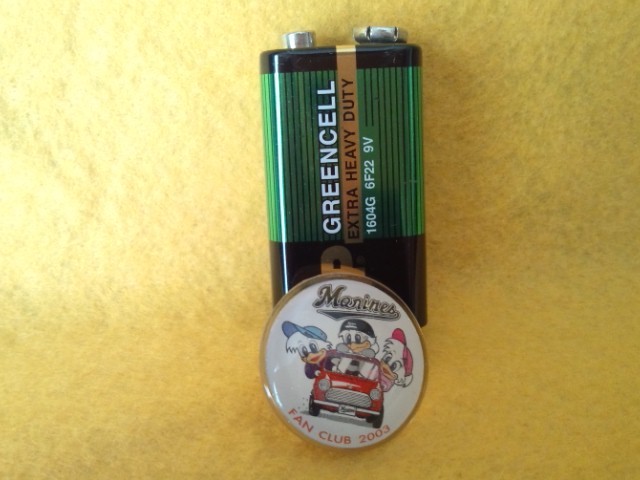 GREENCELL
EXTRA HEAVY DUTY
1604G 6F22 9V
Marines
FAN CLUB 2003